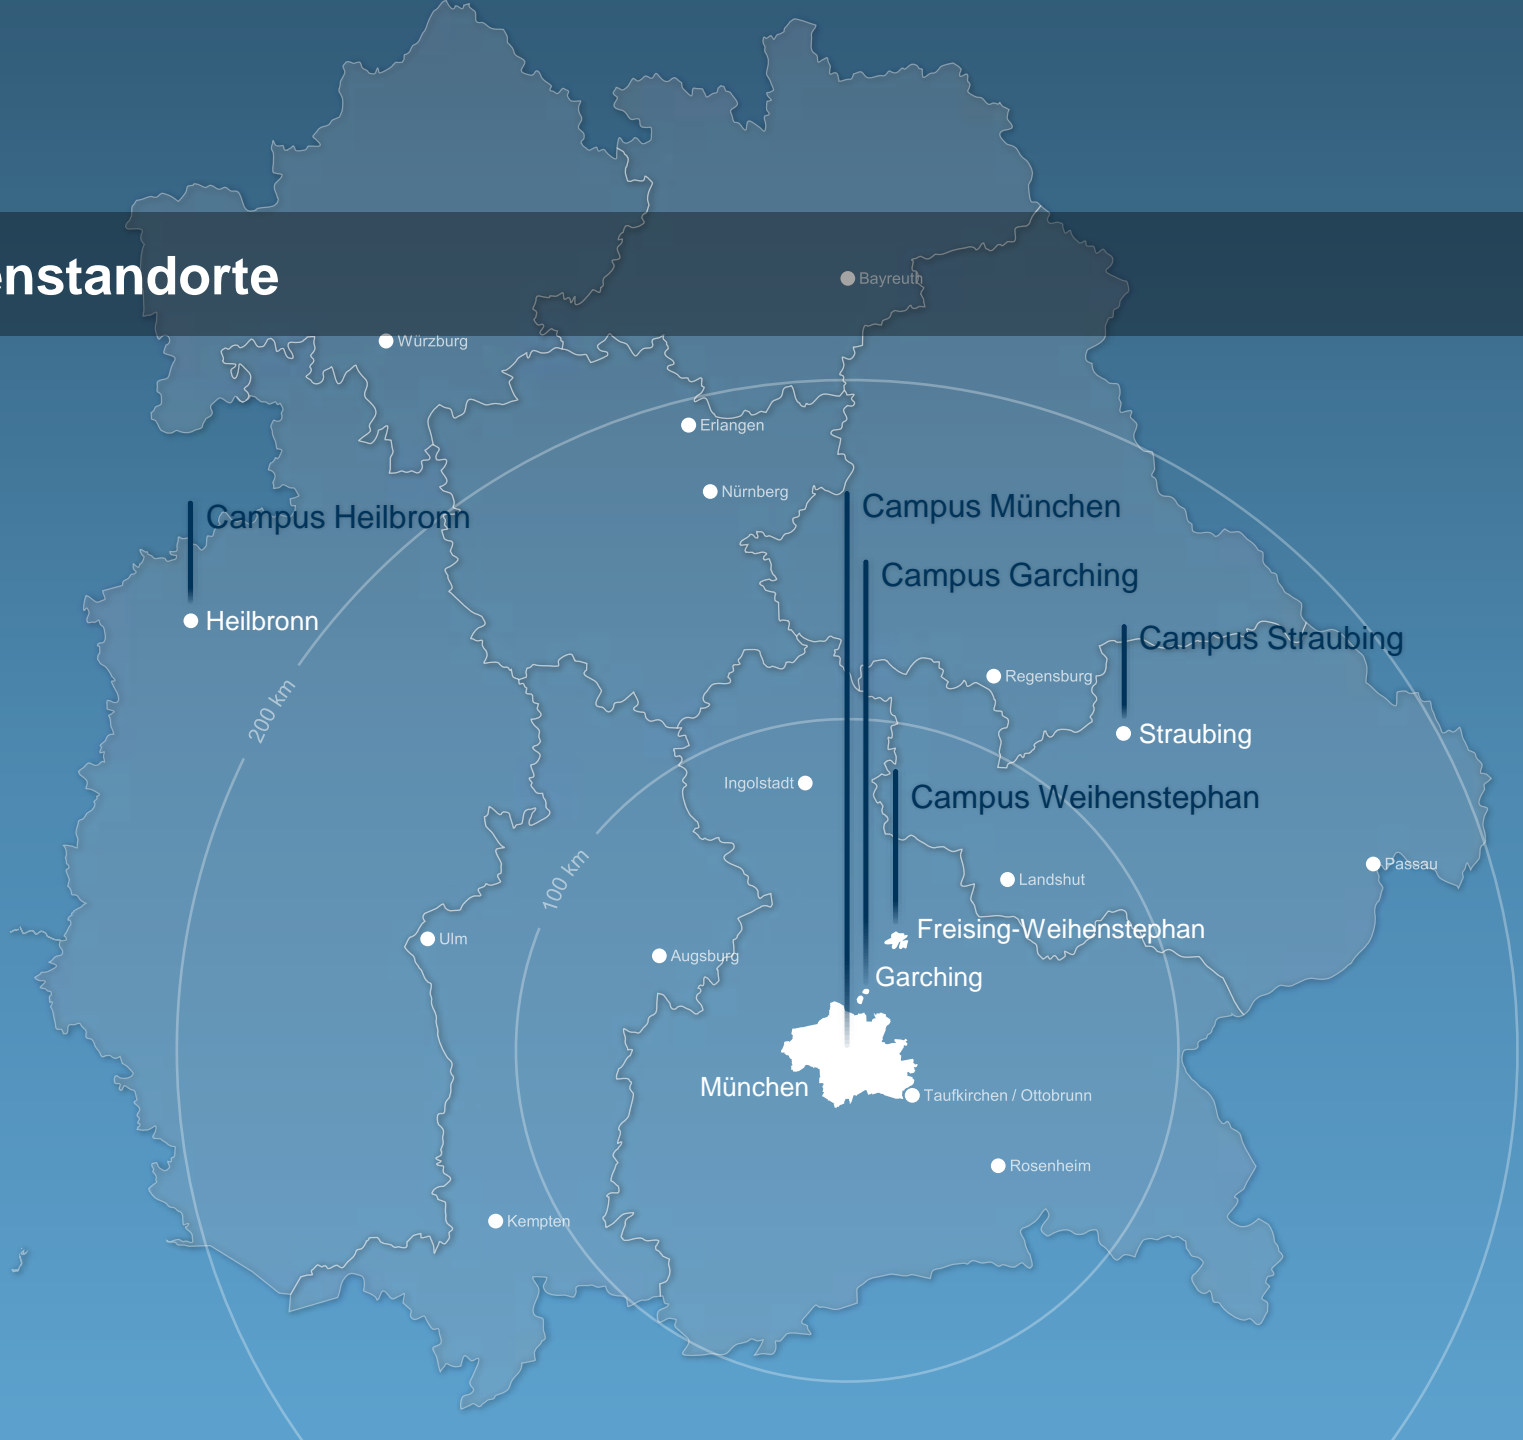 enstandorte
Bayreuth
Würzburg
Erlangen
Nürnberg
Campus München
Campus Heilbronn
Campus Garching
Heilbronn
Campus Straubing
Regensburg
200 km
Straubing
Ingolstadt
Campus Weihenstephan
Passau
100 km
Landshut
Freising-Weihenstephan
Ulm
Augsburg
Garching
München
Taufkirchen / Ottobrunn
Rosenheim
Kempten